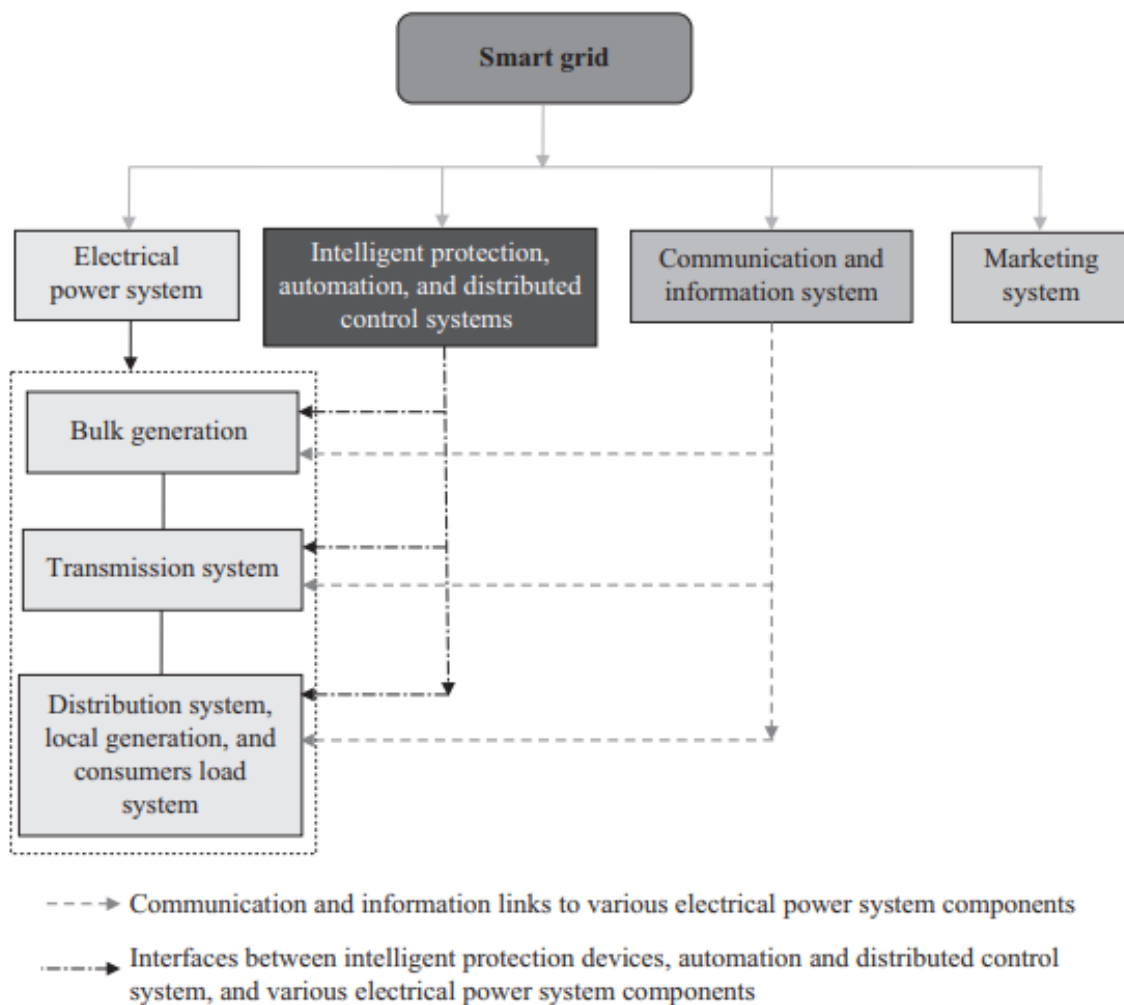 Smart grid
Electrical
power system
Intelligent protection,
automation, and distributed
control systems
Communication and
information system
Marketing
system
Bulk generation
Transmission system
Distribution system,
local generation, and
consumers load
system
Communication and information links to various electrical power system components
Interfaces between intelligent protection devices, automation and distributed control
system, and various electrical power system components